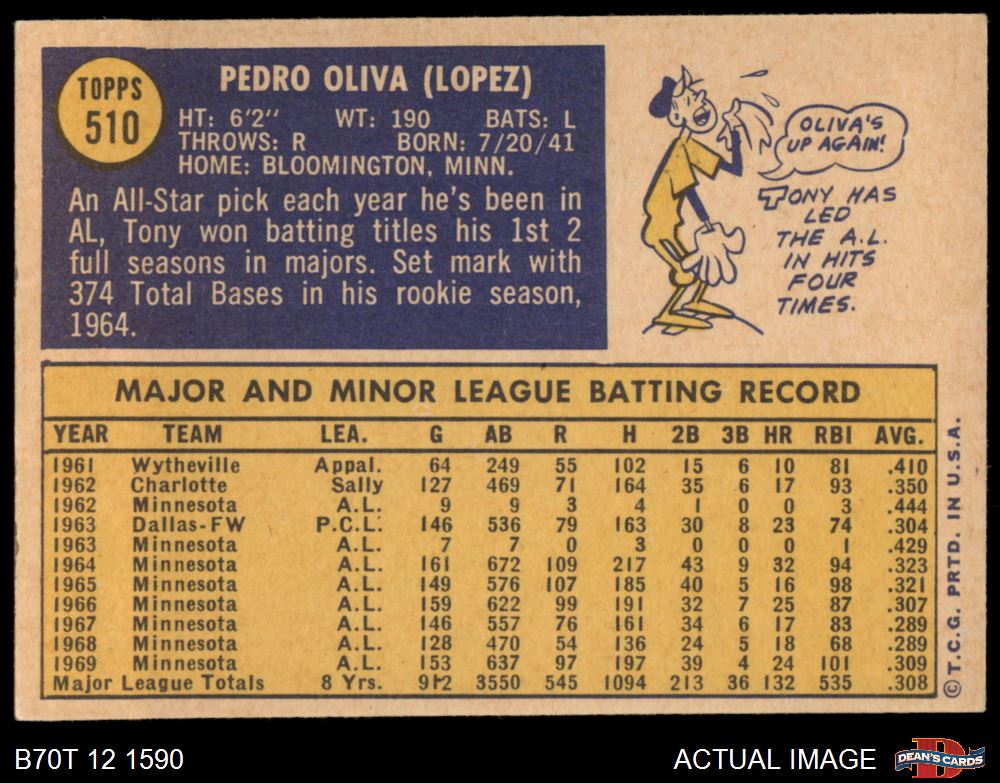 TOPPS
510
PEDRO OLIVA (LOPEZ)
HT: 6'2" WT: 190 BATS: L
THROWS: R BORN: 7/20/41
HOME: BLOOMINGTON, MINN.
An All-Star pick each year he's been in
AL, Tony won batting titles his 1st 2
full seasons in majors. Set mark with
374 Total Bases in his rookie season,
1964.
OLIVA'S
UP AGAIN!
TONY HAS
LED
THE A.L.
IN HITS
FOUR
TIMES.
MAJOR AND MINOR LEAGUE BATTING RECORD
YEAR TEAM LEA. G AB R H 2B 3B HR RBI AVG.
1961 Wytheville Appal. 64 249 55 102 15 6 10 81 .410
1962 Charlotte Sally 127 469 71 164 35 6 17 93 .350
1962 Minnesota A.L. 9 9 3 4 1 0 0 3 .444
1963 Dallas-FW P.C.L. 146 536 79 163 30 8 23 74 .304
1963 Minnesota A.L. 7 7 0 3 0 0 0 1 .429
1964 Minnesota A.L. 161 672 109 217 43 9 32 94 .323
1965 Minnesota A.L. 149 576 107 185 40 5 16 98 .321
1966 Minnesota A.L. 159 622 99 191 32 7 25 87 .307
1967 Minnesota A.L. 146 557 76 161 34 6 17 83 .289
1968 Minnesota A.L. 128 470 54 136 24 5 18 68 .289
1969 Minnesota A.L. 153 637 97 197 39 4 24 101 .309
Major League Totals 8 Yrs. 912 3550 545 1094 213 36 132 535 .308
© T.C.G. PRTD. IN U.S.A.
B70T 12 1590
ACTUAL IMAGE
DEAN'S CARDS